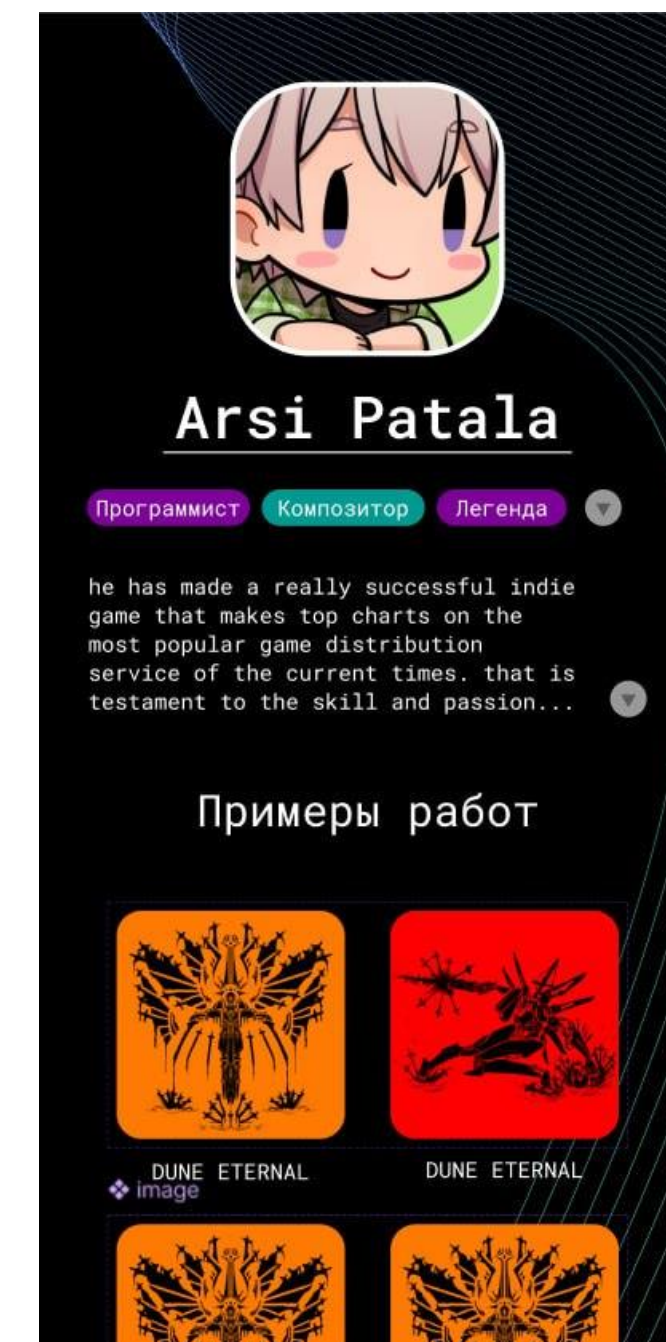 Arsi Patala
Программист Композитор Легенда
he has made a really successful indie
game that makes top charts on the
most popular game distribution
service of the current times. that is
testament to the skill and passion...
Примеры работ
DUNE ETERNAL DUNE ETERNAL
image